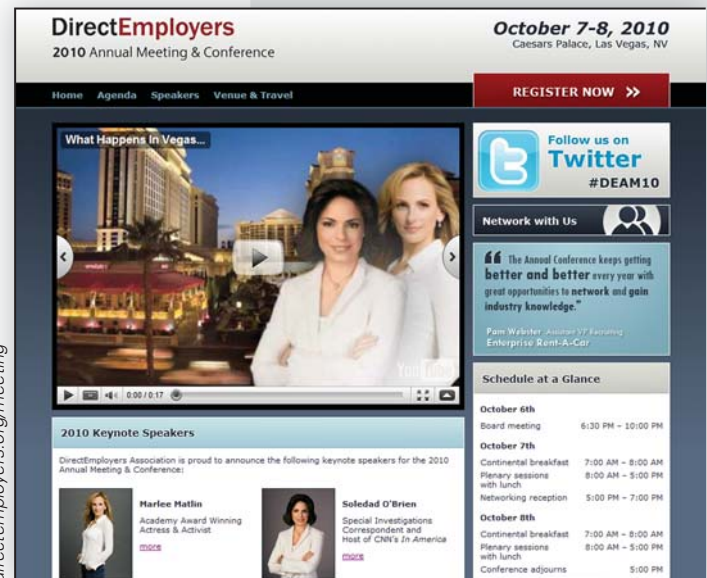 DirectEmployers
2010 Annual Meeting & Conference
October 7-8, 2010
Caesars Palace, Las Vegas, NV
Home Agenda Speakers Venue & Travel
REGISTER NOW >>
What Happens In Vegas...
YouTube
0:00 / 0:17
Follow us on
Twitter
#DEAM10
Network with Us
“ The Annual Conference keeps getting
better and better every year with
great opportunities to network and gain
industry knowledge.”
Pam Webster Assistant VP Recruiting
Enterprise Rent-A-Car
Schedule at a Glance
October 6th
Board meeting 6:30 PM – 10:00 PM
October 7th
Continental breakfast 7:00 AM – 8:00 AM
Plenary sessions 8:00 AM – 5:00 PM
with lunch
Networking reception 5:00 PM – 7:00 PM
October 8th
Continental breakfast 7:00 AM – 8:00 AM
Plenary sessions 8:00 AM – 5:00 PM
with lunch
Conference adjourns 5:00 PM
2010 Keynote Speakers
DirectEmployers Association is proud to announce the following keynote speakers for the 2010
Annual Meeting & Conference:
Marlee Matlin
Academy Award Winning
Actress & Activist
more
Soledad O'Brien
Special Investigations
Correspondent and
Host of CNN's In America
more
directemployers.org/meeting